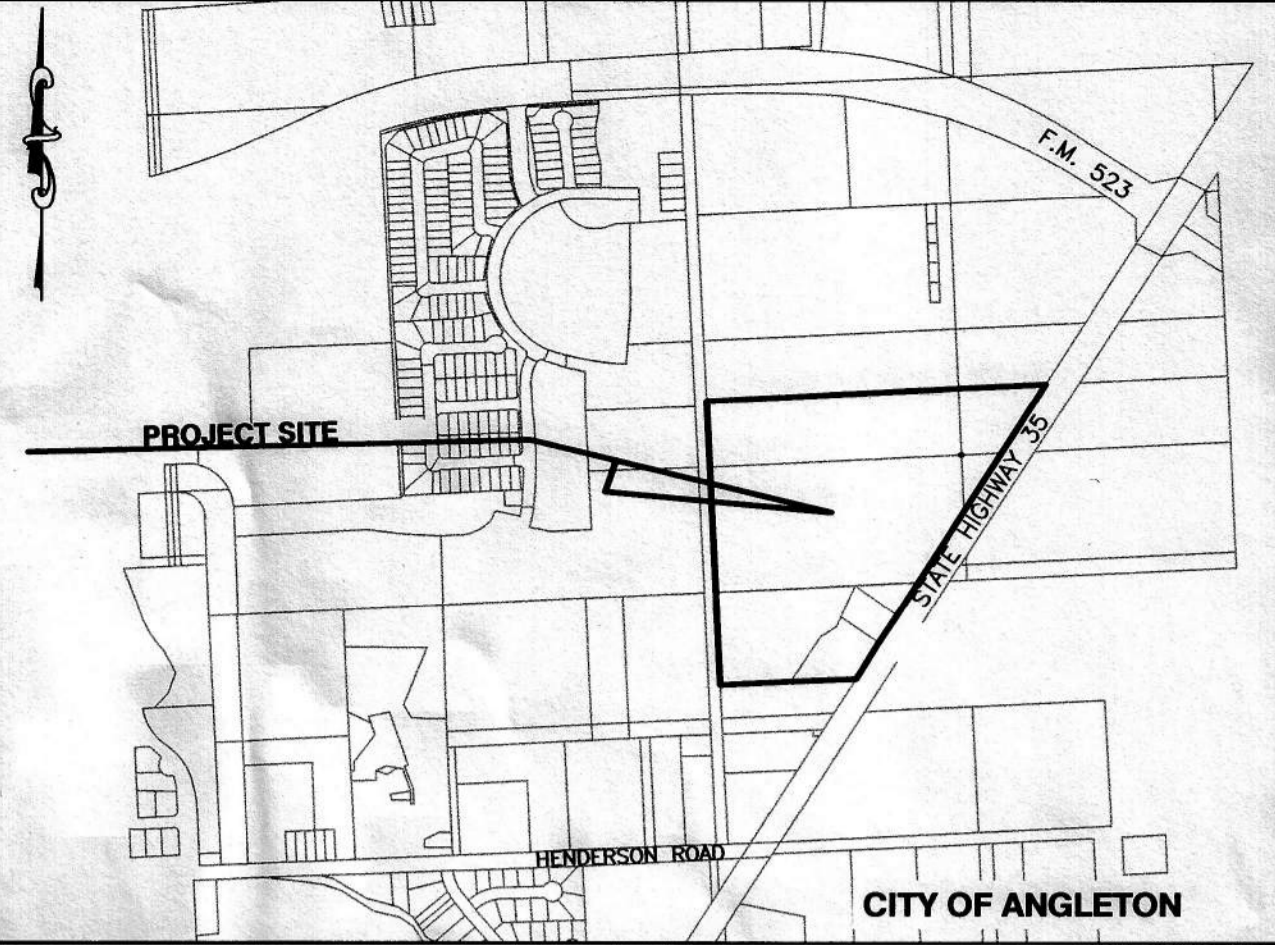 F.M. 523
PROJECT SITE
STATE HIGHWAY 35
HENDERSON ROAD
CITY OF ANGLETON